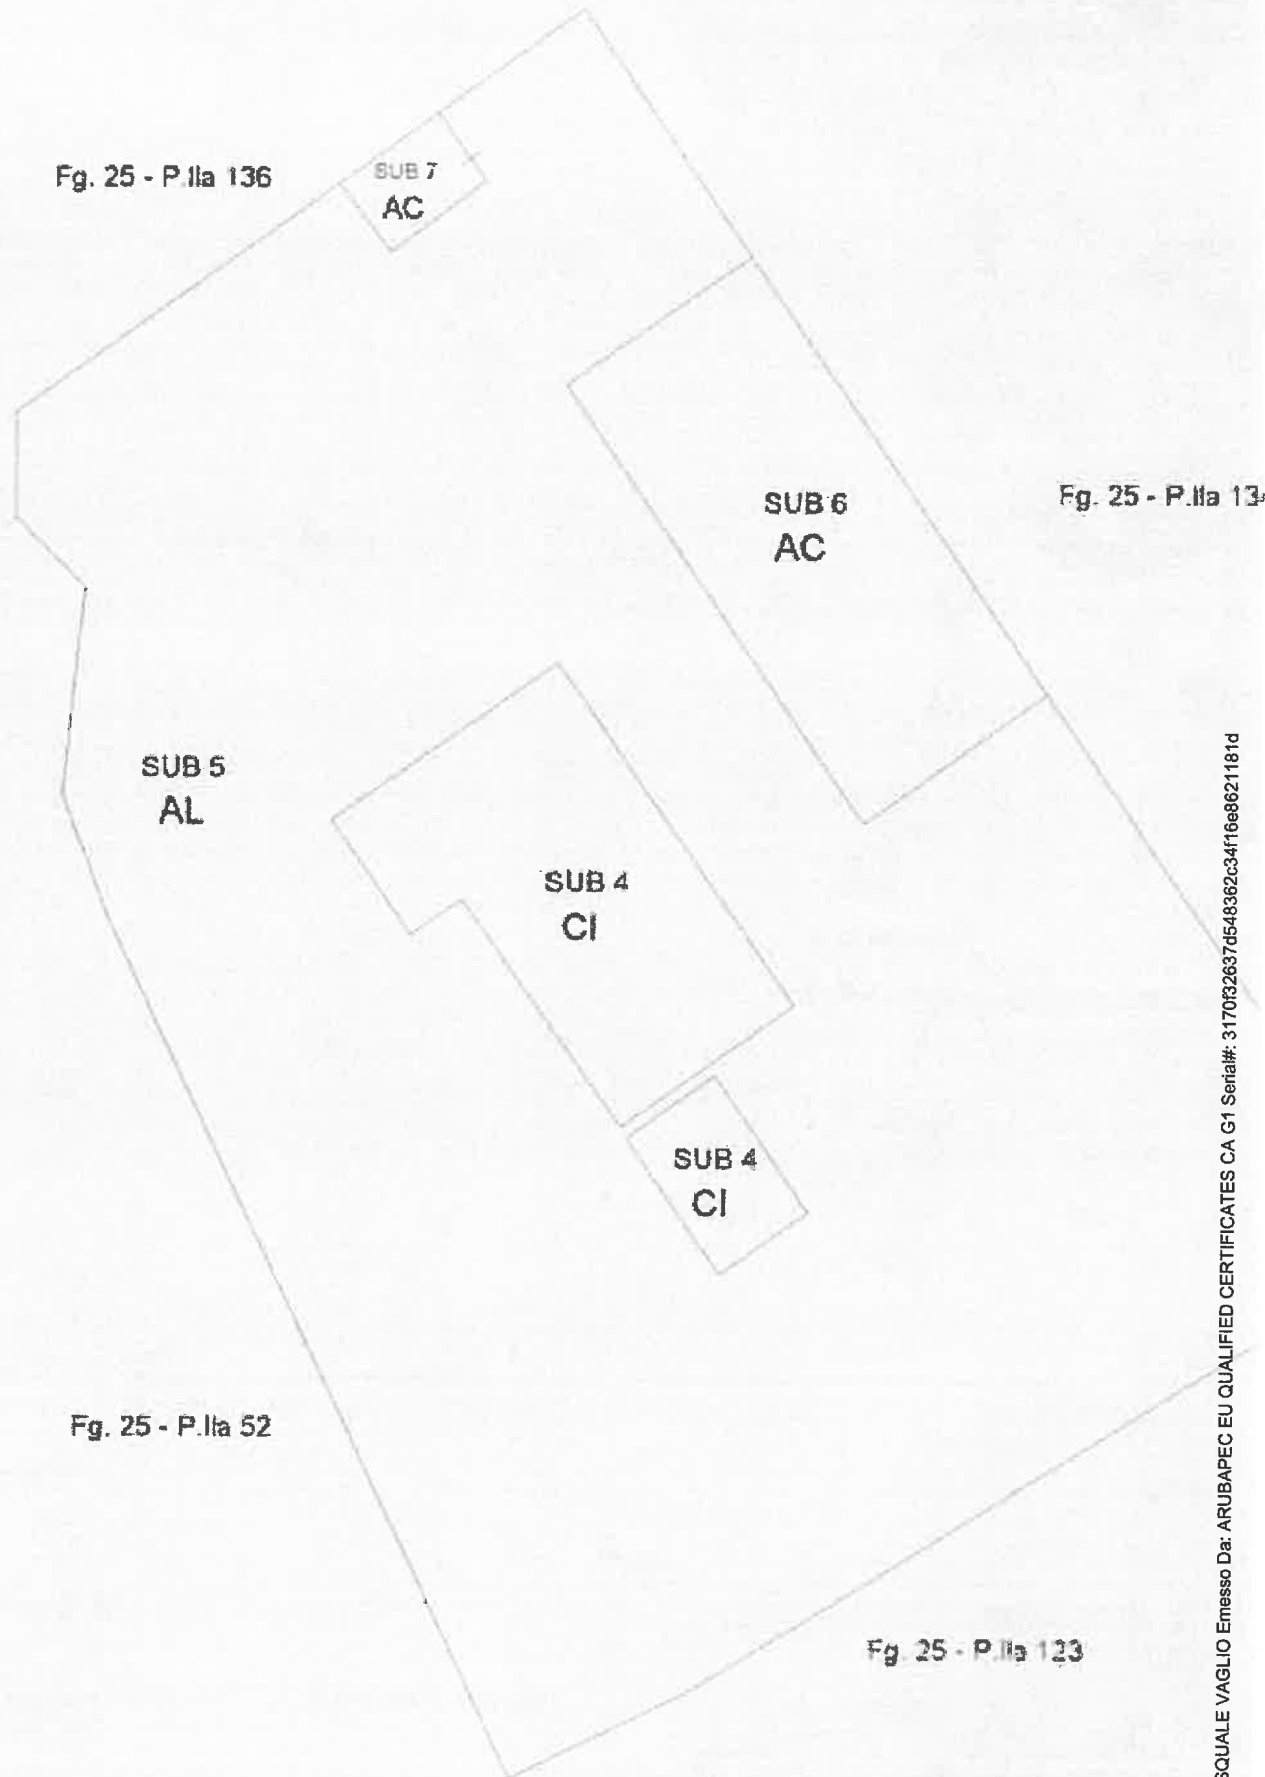 Fg. 25 - P.lla 136
SUB 7
AC
SUB 6
AC
Fg. 25 - P.lla 13
SUB 5
AL
SUB 4
CI
SUB 4
CI
Fg. 25 - P.lla 52
Fg. 25 - P.lla 123
SQUALE VAGLIO Emesso Da: ARUBAPEC EU QUALIFIED CERTIFICATES CA G1 Serial#: 3170f32637d548362c34f16e8621181d